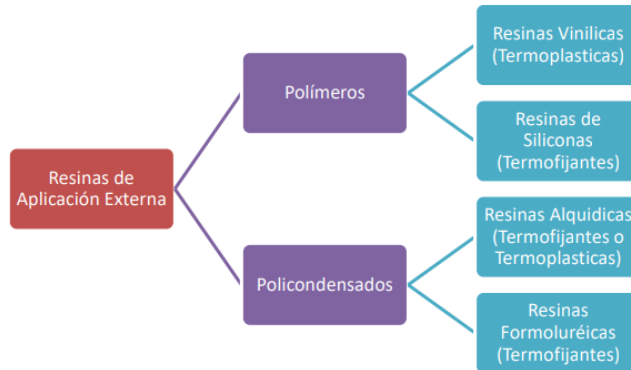 Resinas de
Aplicación Externa
Polímeros
Resinas Vinilicas
(Termoplasticas)
Resinas de
Siliconas
(Termofijantes)
Policondensados
Resinas Alquidicas
(Termofijantes o
Termoplasticas)
Resinas
Formoluréicas
(Termofijantes)